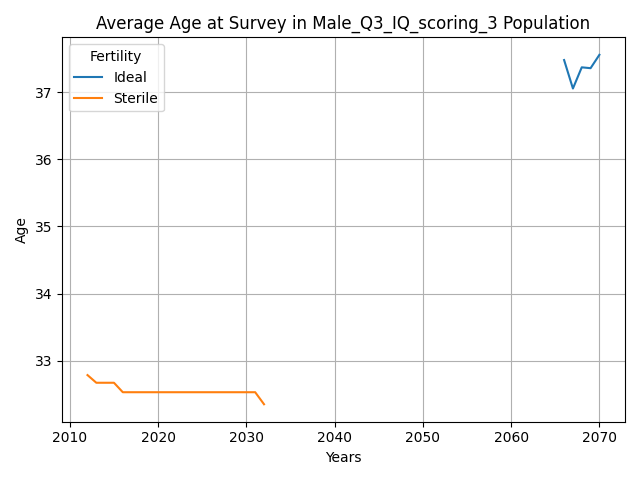 Average Age at Survey in Male_Q3_IQ_scoring_3 Population
Fertility
Ideal
Sterile
37
36
35
34
33
Age
2010 2020 2030 2040 2050 2060 2070
Years